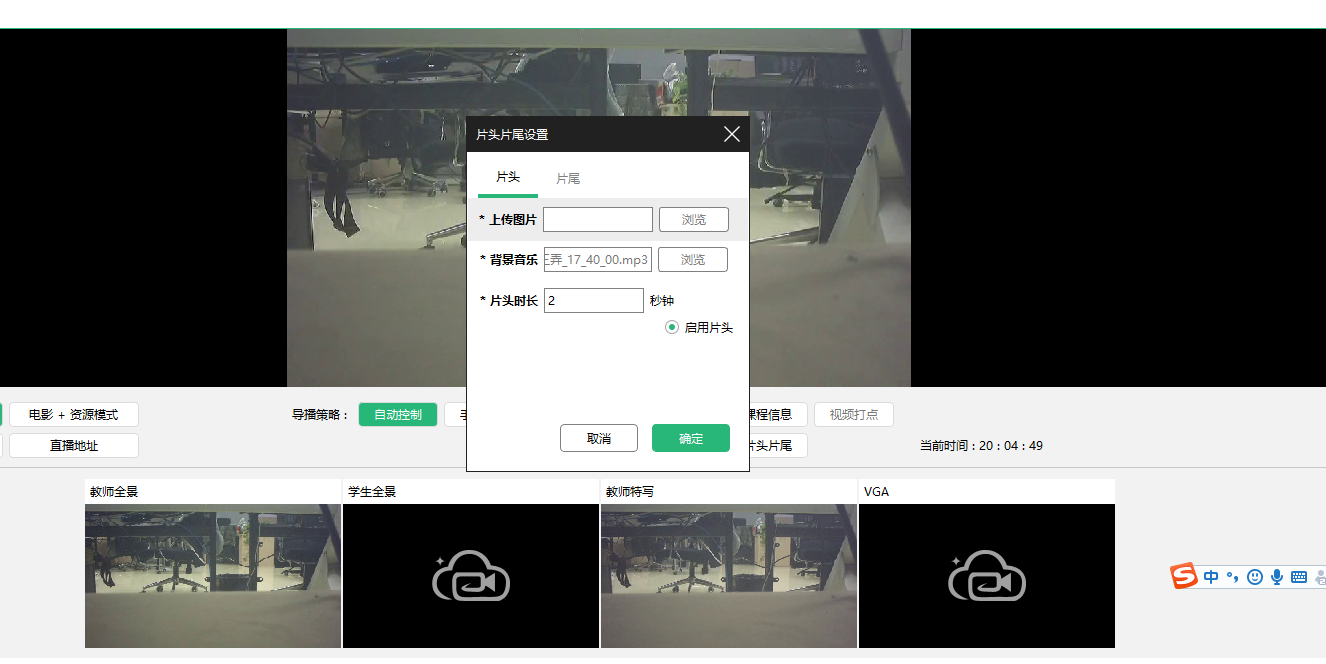 片头片尾设置
片头 片尾
* 上传图片 浏览
* 背景音乐 弄_17_40_00.mp3 浏览
* 片头时长 2 秒钟
启用片头
取消 确定
电影 + 资源模式 导播策略： 自动控制 课程信息 视频打点
直播地址 片头片尾 当前时间 : 20 : 04 : 49
教师全景 学生全景 教师特写 VGA
中